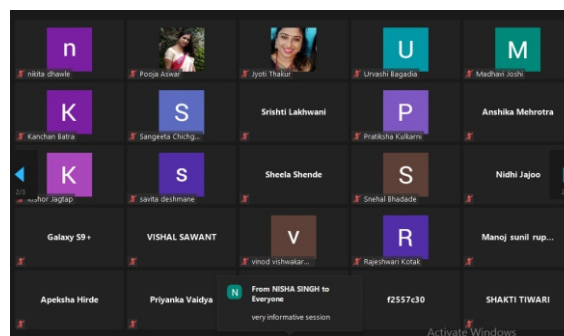 n
U
M
nikita dhawle
Pooja Aswar
Jyoti Thakur
Urvashi Bagadia
Madhavi Joshi
K
S
Srishti Lakhwani
P
Anshika Mehrotra
Kanchan Batra
Sangeeta Chichg...
Pratiksha Kulkarni
K
s
Sheela Shende
S
Nidhi Jajoo
2/3
Kishor Jagtap
savita deshmane
Snehal Bhadade
Galaxy S9+
VISHAL SAWANT
v
R
Manoj sunil rup...
vinod vishwakar...
Rajeshwari Kotak
Apeksha Hirde
Priyanka Vaidya
N
From NISHA SINGH to
Everyone
very informative session
f2557c30
SHAKTI TIWARI
Activate Windows